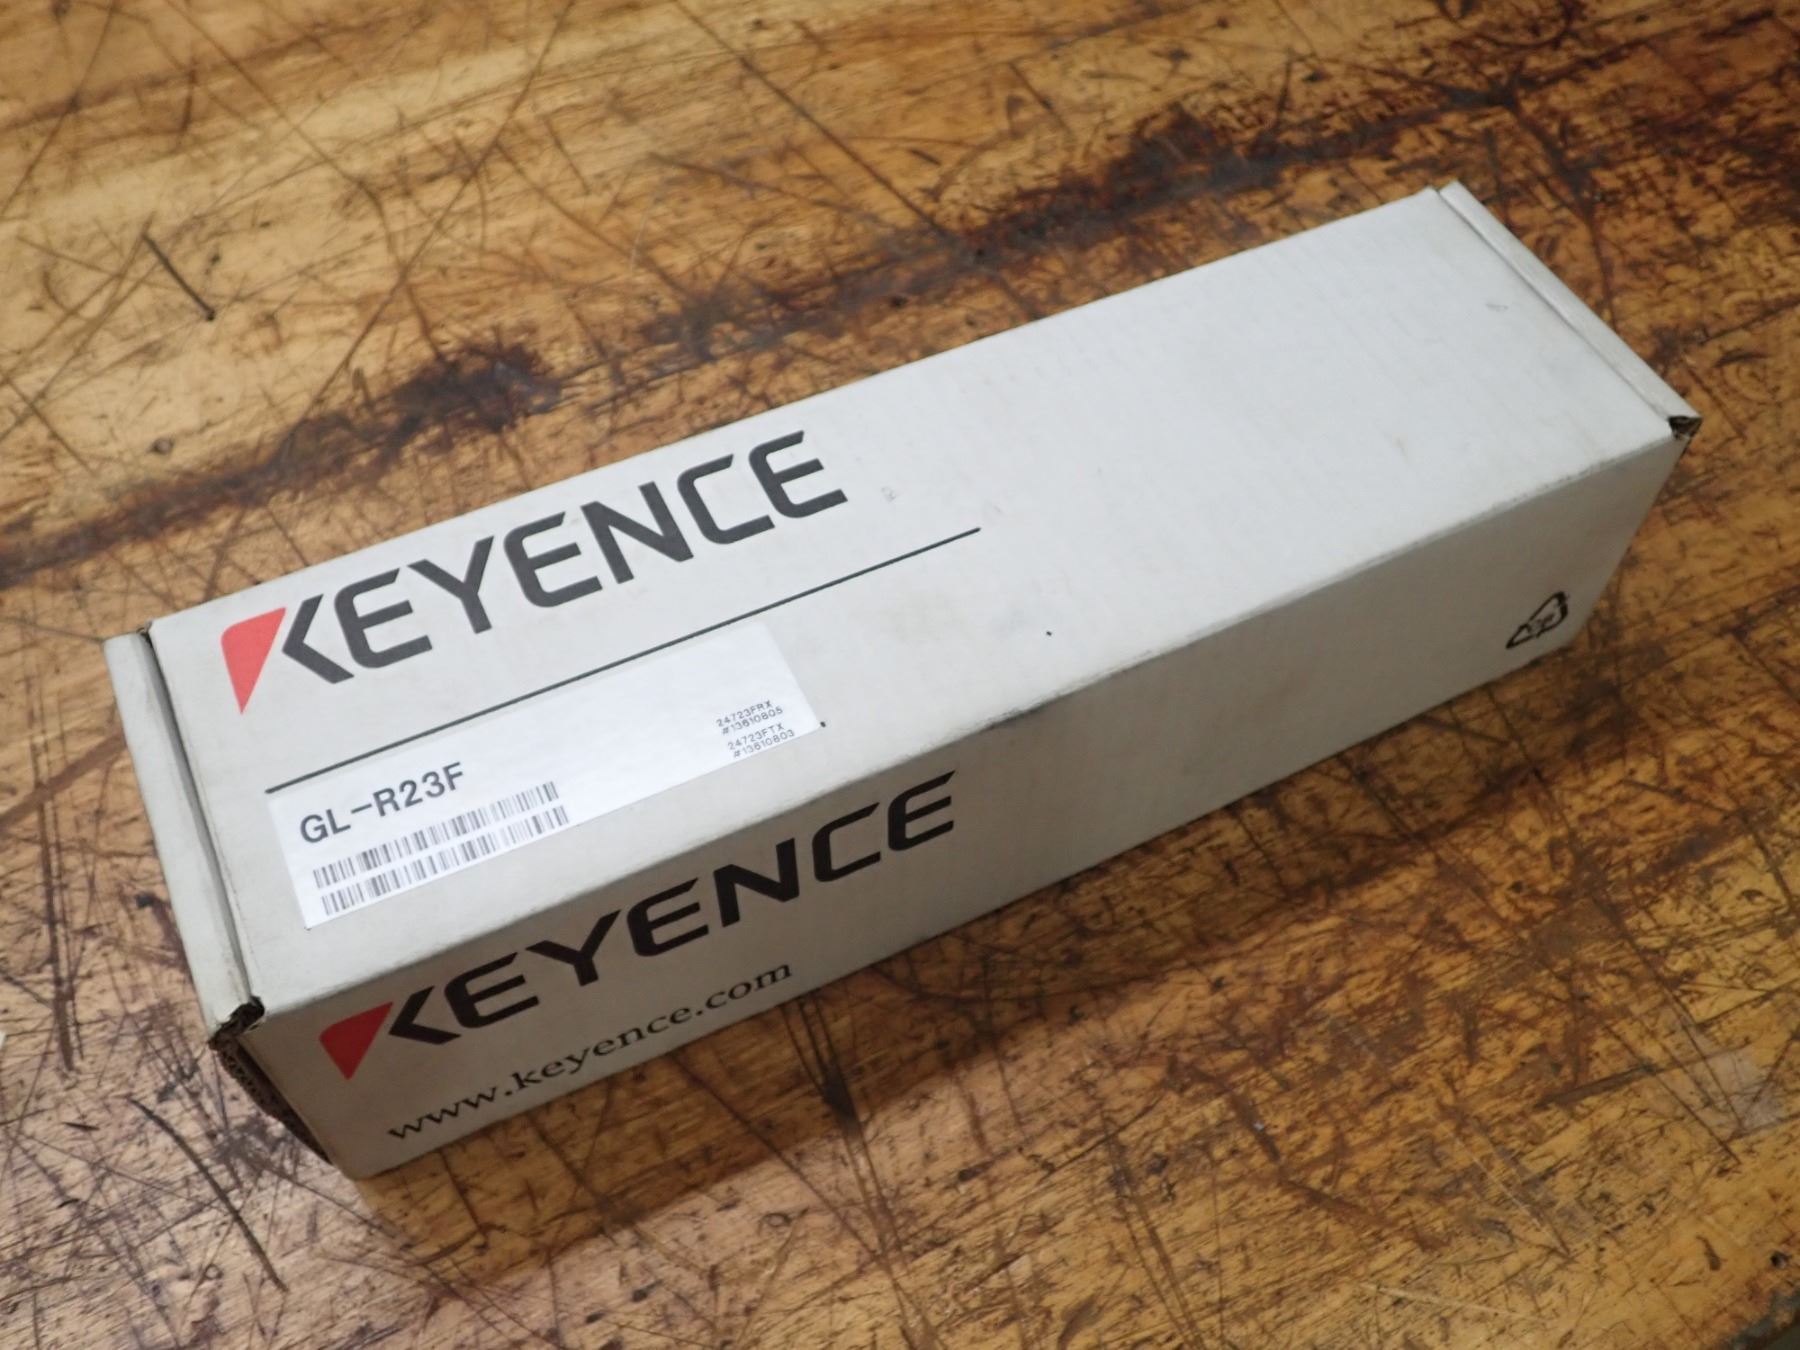 KEYENCE
24723FRX
#13610805
24723FTX
#13610803
GL-R23F
KEYENCE
www.keyence.com